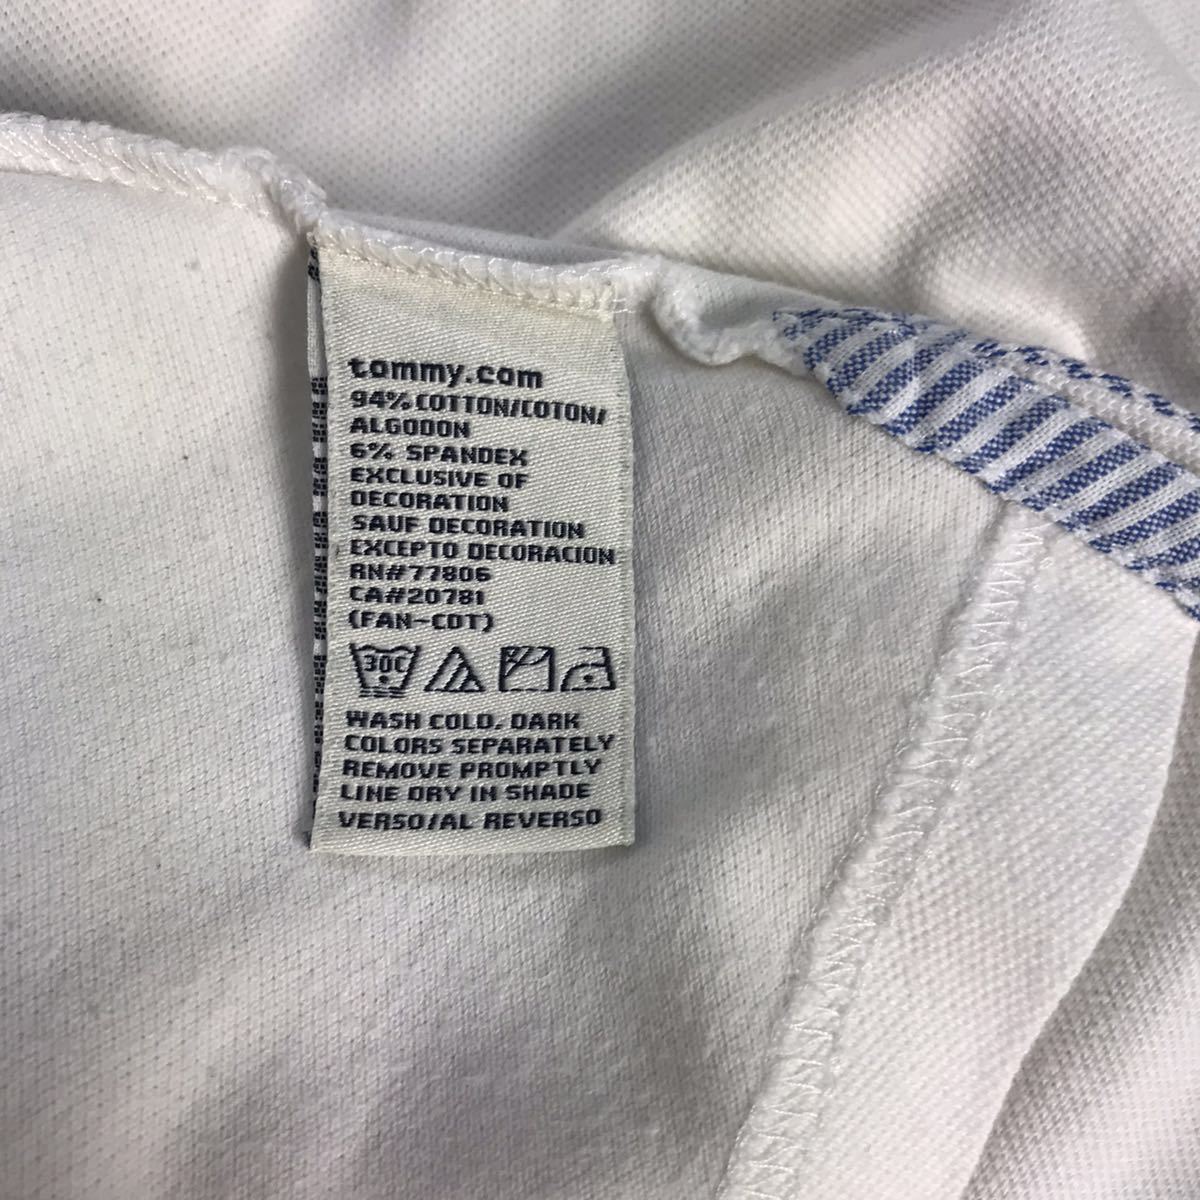 tommy.com
94% COTTON/COTON/
ALGODON
6% SPANDEX
EXCLUSIVE OF
DECORATION
SAUF DECORATION
EXCEPTO DECORACION
RN#77806
CA#20781
(FAN-CDT)
30C
WASH COLD, DARK
COLORS SEPARATELY
REMOVE PROMPTLY
LINE DRY IN SHADE
VERSO/AL REVERSO